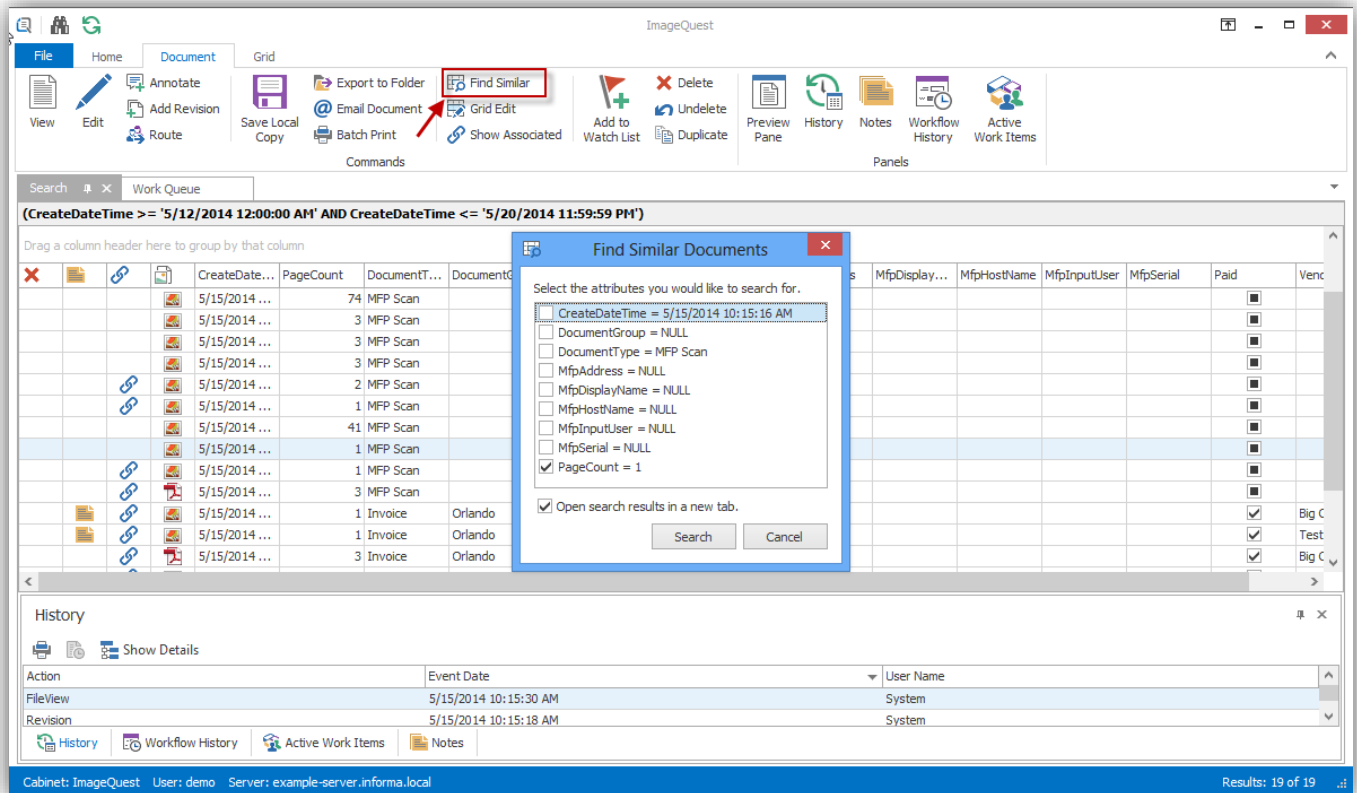 ImageQuest
File Home Document Grid
View
Edit
Annotate
Add Revision
Route
Save Local
Copy
Export to Folder
Email Document
Batch Print
Find Similar
Grid Edit
Show Associated
Add to
Watch List
Delete
Undelete
Duplicate
Commands
Preview
Pane
History
Notes
Workflow
History
Active
Work Items
Panels
Search Work Queue
(CreateDateTime >= '5/12/2014 12:00:00 AM' AND CreateDateTime <= '5/20/2014 11:59:59 PM')
Drag a column header here to group by that column
CreateDate... PageCount DocumentT... DocumentG s MfpDisplay... MfpHostName MfpInputUser MfpSerial Paid Venc
5/15/2014 ... 74 MFP Scan
5/15/2014 ... 3 MFP Scan
5/15/2014 ... 3 MFP Scan
5/15/2014 ... 3 MFP Scan
5/15/2014 ... 2 MFP Scan
5/15/2014 ... 1 MFP Scan
5/15/2014 ... 41 MFP Scan
5/15/2014 ... 1 MFP Scan
5/15/2014 ... 1 MFP Scan
5/15/2014 ... 3 MFP Scan
5/15/2014 ... 1 Invoice Orlando Big C
5/15/2014 ... 1 Invoice Orlando Test
5/15/2014 ... 3 Invoice Orlando Big C
Find Similar Documents
Select the attributes you would like to search for.
CreateDateTime = 5/15/2014 10:15:16 AM
DocumentGroup = NULL
DocumentType = MFP Scan
MfpAddress = NULL
MfpDisplayName = NULL
MfpHostName = NULL
MfpInputUser = NULL
MfpSerial = NULL
PageCount = 1
Open search results in a new tab.
Search Cancel
History
Show Details
Action Event Date User Name
FileView 5/15/2014 10:15:30 AM System
Revision 5/15/2014 10:15:18 AM System
History Workflow History Active Work Items Notes
Cabinet: ImageQuest User: demo Server: example-server.informa.local Results: 19 of 19